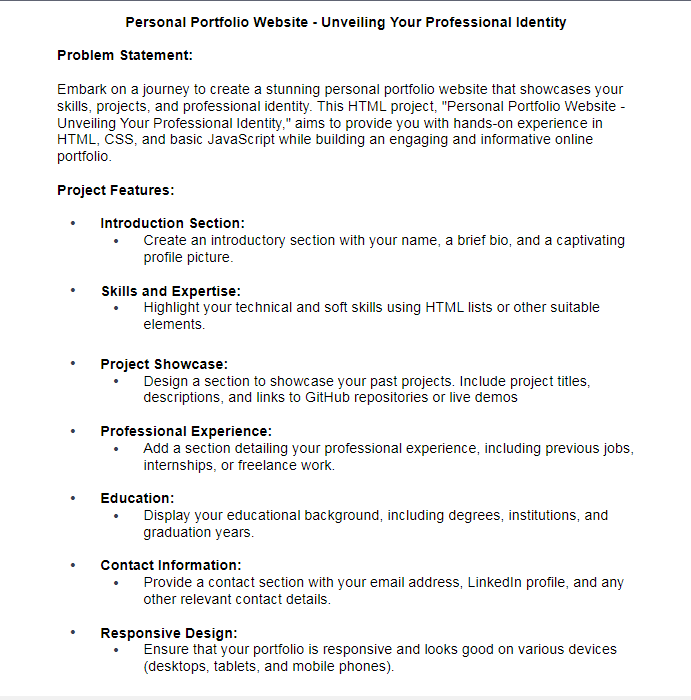 Personal Portfolio Website - Unveiling Your Professional Identity
Problem Statement:
Embark on a journey to create a stunning personal portfolio website that showcases your
skills, projects, and professional identity. This HTML project, "Personal Portfolio Website -
Unveiling Your Professional Identity," aims to provide you with hands-on experience in
HTML, CSS, and basic JavaScript while building an engaging and informative online
portfolio.
Project Features:
• Introduction Section:
• Create an introductory section with your name, a brief bio, and a captivating
profile picture.
• Skills and Expertise:
• Highlight your technical and soft skills using HTML lists or other suitable
elements.
• Project Showcase:
• Design a section to showcase your past projects. Include project titles,
descriptions, and links to GitHub repositories or live demos
• Professional Experience:
• Add a section detailing your professional experience, including previous jobs,
internships, or freelance work.
• Education:
• Display your educational background, including degrees, institutions, and
graduation years.
• Contact Information:
• Provide a contact section with your email address, LinkedIn profile, and any
other relevant contact details.
• Responsive Design:
• Ensure that your portfolio is responsive and looks good on various devices
(desktops, tablets, and mobile phones).